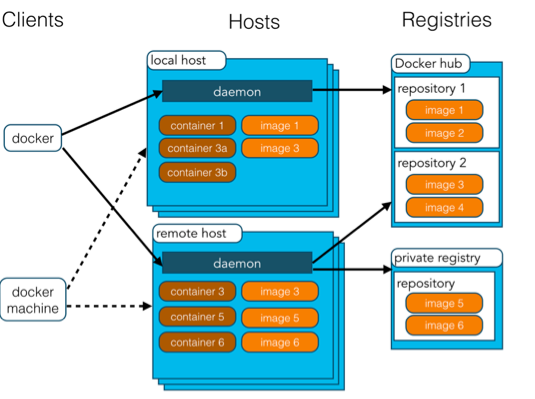 Clients
Hosts
Registries
local host
daemon
container 1
image 1
container 3a
image 3
container 3b
docker
remote host
daemon
container 3
image 3
container 5
image 5
container 6
image 6
docker
machine
Docker hub
repository 1
image 1
image 2
repository 2
image 3
image 4
private registry
repository
image 5
image 6